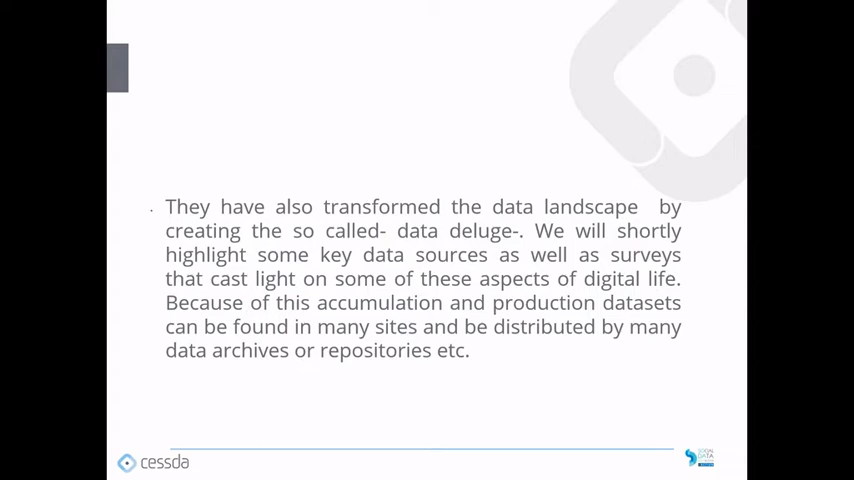 . They have also transformed the data landscape by
creating the so called- data deluge-. We will shortly
highlight some key data sources as well as surveys
that cast light on some of these aspects of digital life.
Because of this accumulation and production datasets
can be found in many sites and be distributed by many
data archives or repositories etc.
cessda
DATA